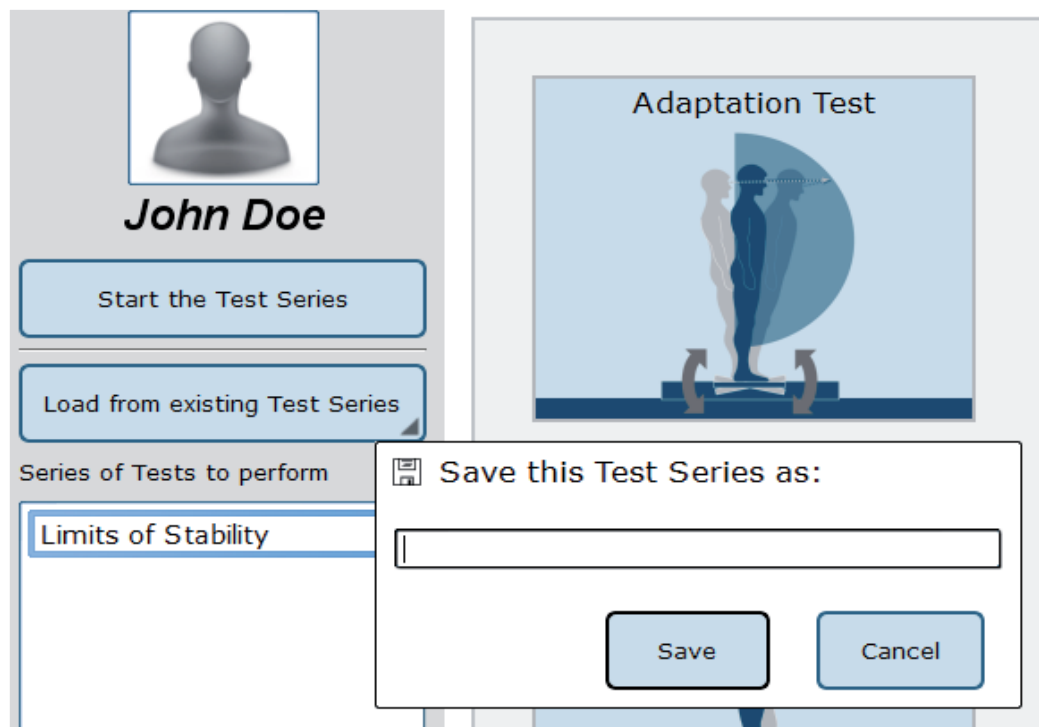 John Doe
Start the Test Series
Load from existing Test Series
Series of Tests to perform
Limits of Stability
Adaptation Test
Save this Test Series as:
Save
Cancel